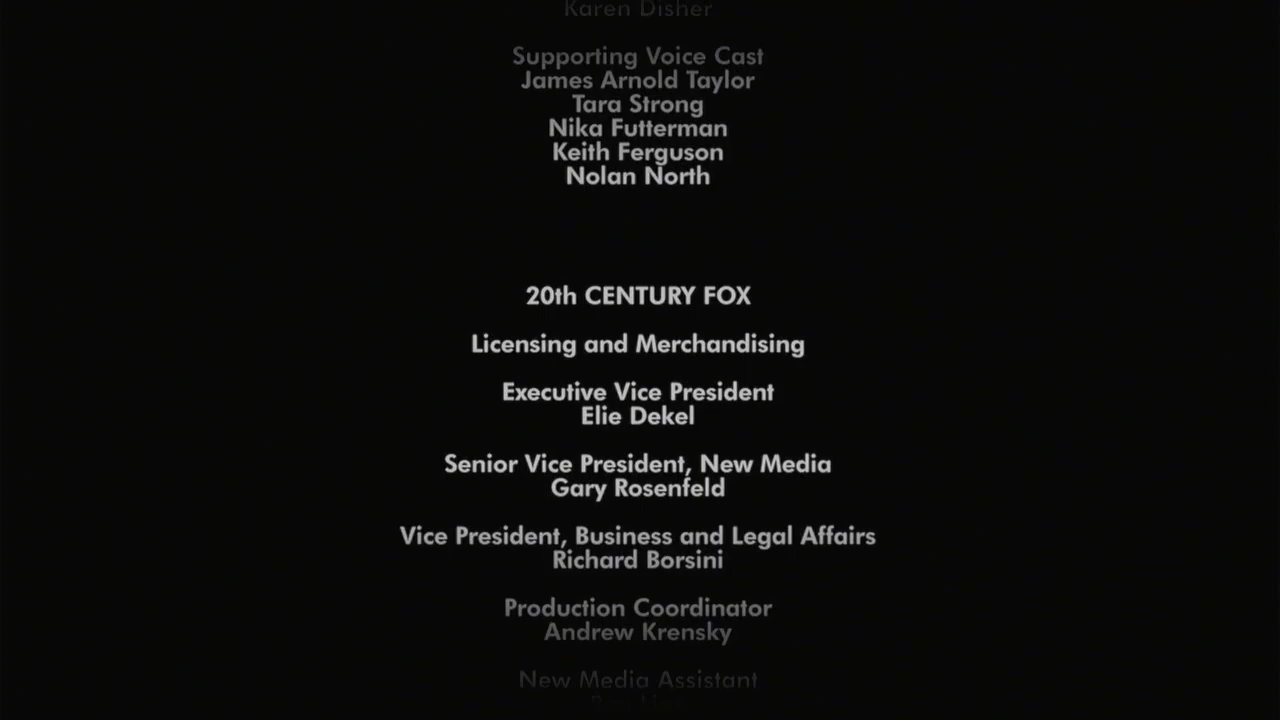 Karen Disher
Supporting Voice Cast
James Arnold Taylor
Tara Strong
Nika Futterman
Keith Ferguson
Nolan North
20th CENTURY FOX
Licensing and Merchandising
Executive Vice President
Elie Dekel
Senior Vice President, New Media
Gary Rosenfeld
Vice President, Business and Legal Affairs
Richard Borsini
Production Coordinator
Andrew Krensky
New Media Assistant